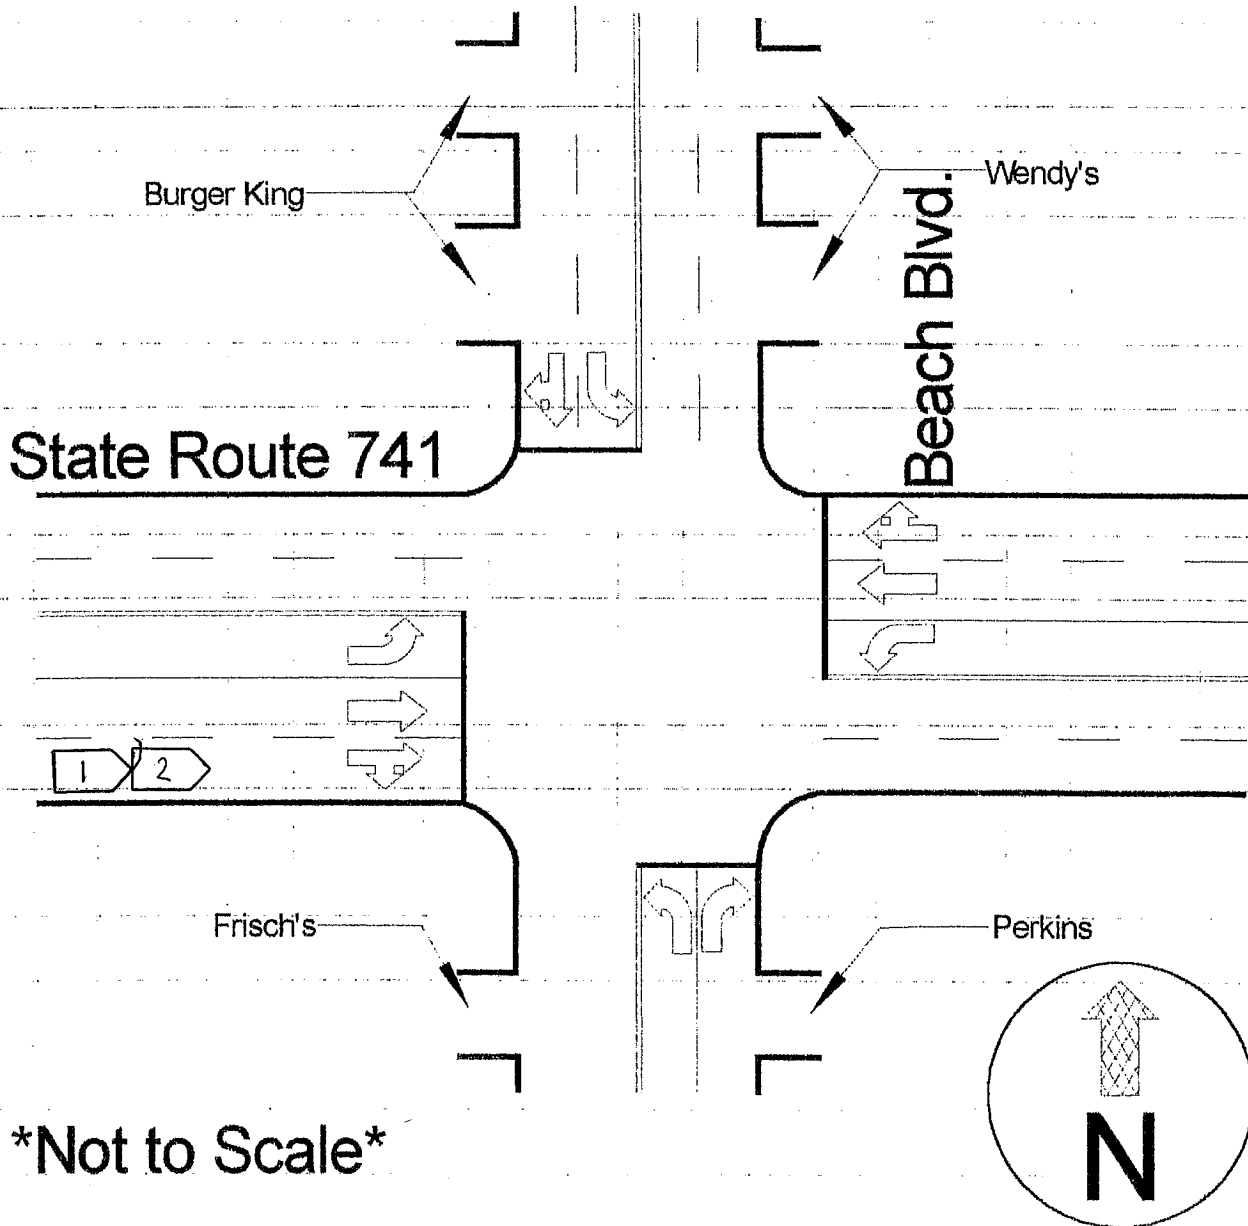 Burger King
Wendy's
Beach Blvd.
State Route 741
1
2
Frisch's
Perkins
*Not to Scale*
N